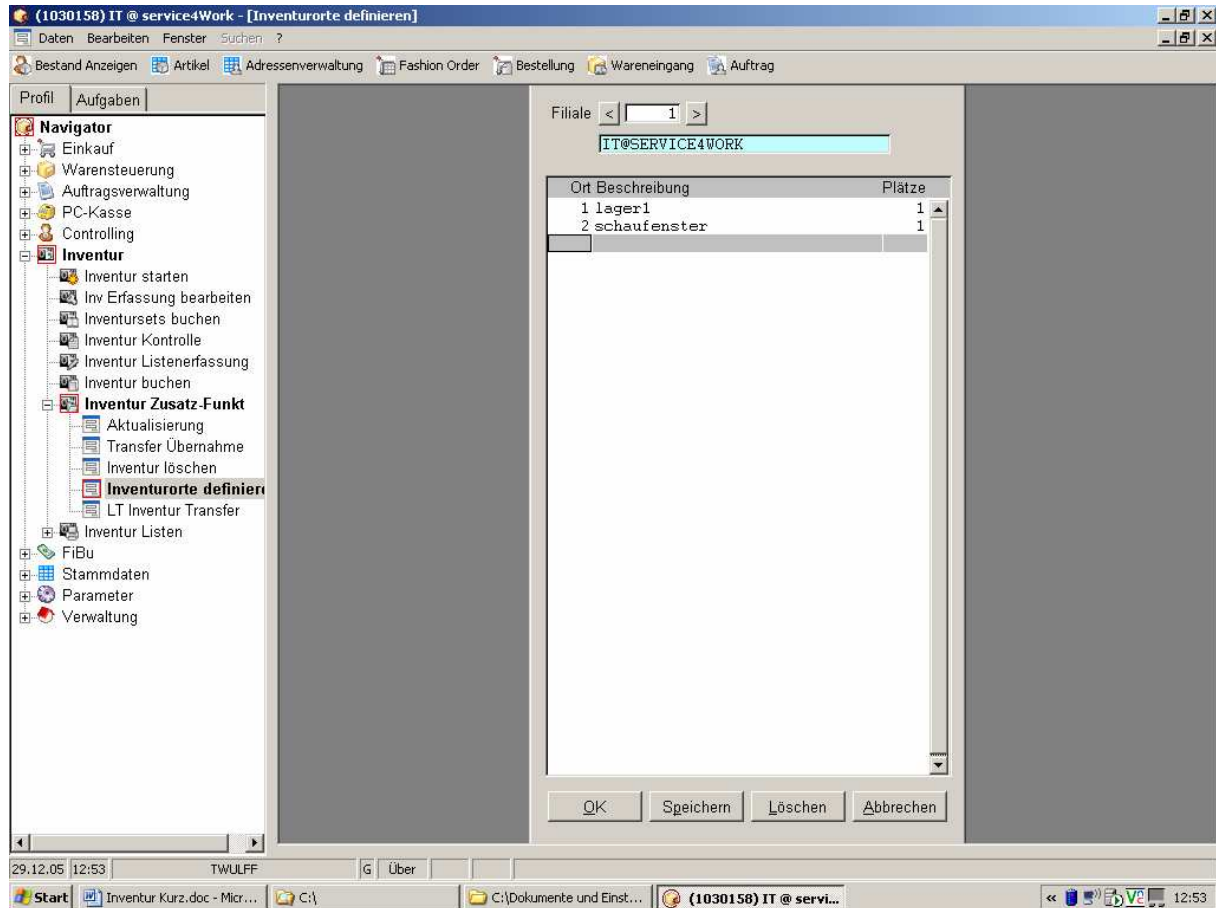 (1030158) IT @ service4Work - [Inventurorte definieren]
Daten Bearbeiten Fenster Suchen ?
Bestand Anzeigen Artikel Adressenverwaltung Fashion Order Bestellung Wareneingang Auftrag
Profil Aufgaben
Navigator
Einkauf
Warensteuerung
Auftragsverwaltung
PC-Kasse
Controlling
Inventur
Inventur starten
Inv Erfassung bearbeiten
Inventursets buchen
Inventur Kontrolle
Inventur Listenerfassung
Inventur buchen
Inventur Zusatz-Funkt
Aktualisierung
Transfer Übernahme
Inventur löschen
Inventurorte definiere
LT Inventur Transfer
Inventur Listen
FiBu
Stammdaten
Parameter
Verwaltung
Filiale < 1 >
IT@SERVICE4WORK
Ort Beschreibung Plätze
1 lager1 1
2 schaufenster 1
OK Speichern Löschen Abbrechen
29.12.05 12:53 TWULFF G Über
Start Inventur Kurz.doc - Micr... C:\ C:\Dokumente und Einst... (1030158) IT @ servi... « 12:53